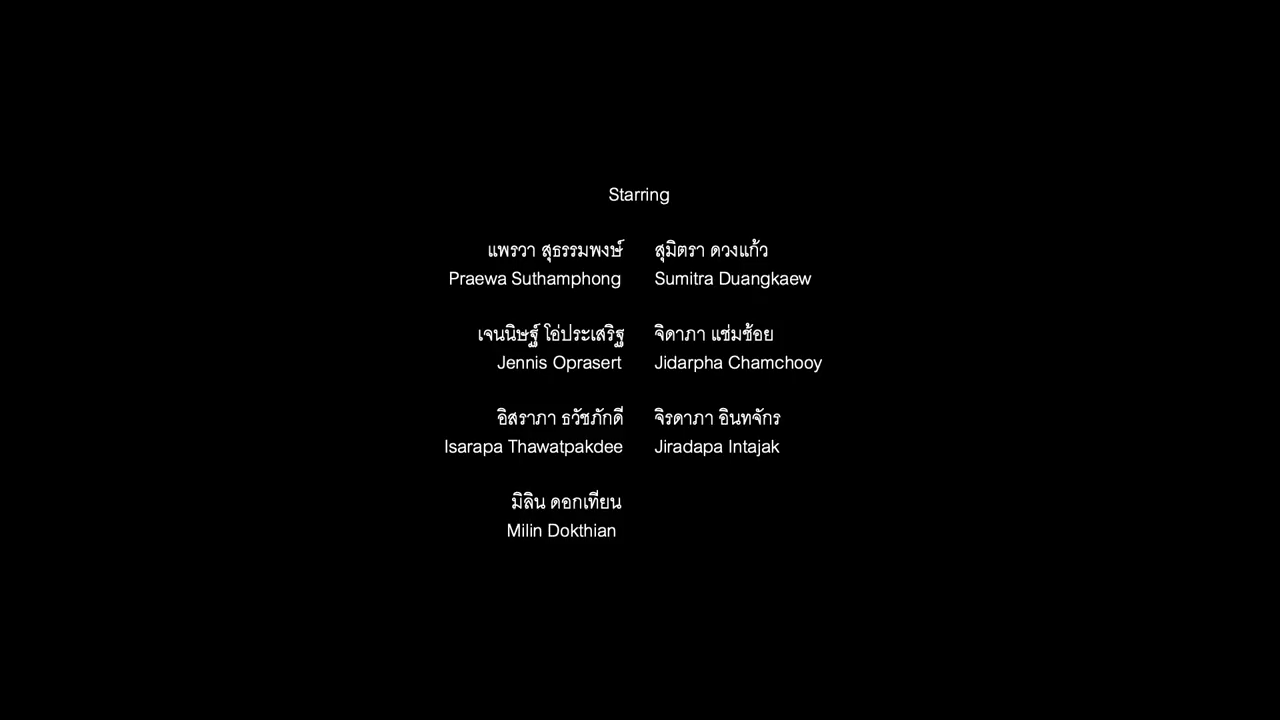 Starring
แพรวา สุธรรมพงษ์
Praewa Suthamphong
สุมิตรา ดวงแก้ว
Sumitra Duangkaew
เจนนิษฐ์ โอ่ประเสริฐ
Jennis Oprasert
จิดาภา แช่มช้อย
Jidarpha Chamchooy
อิสราภา ธวัชภักดี
Isarapa Thawatpakdee
จิรดาภา อินทจักร
Jiradapa Intajak
มิลิน ดอกเทียน
Milin Dokthian